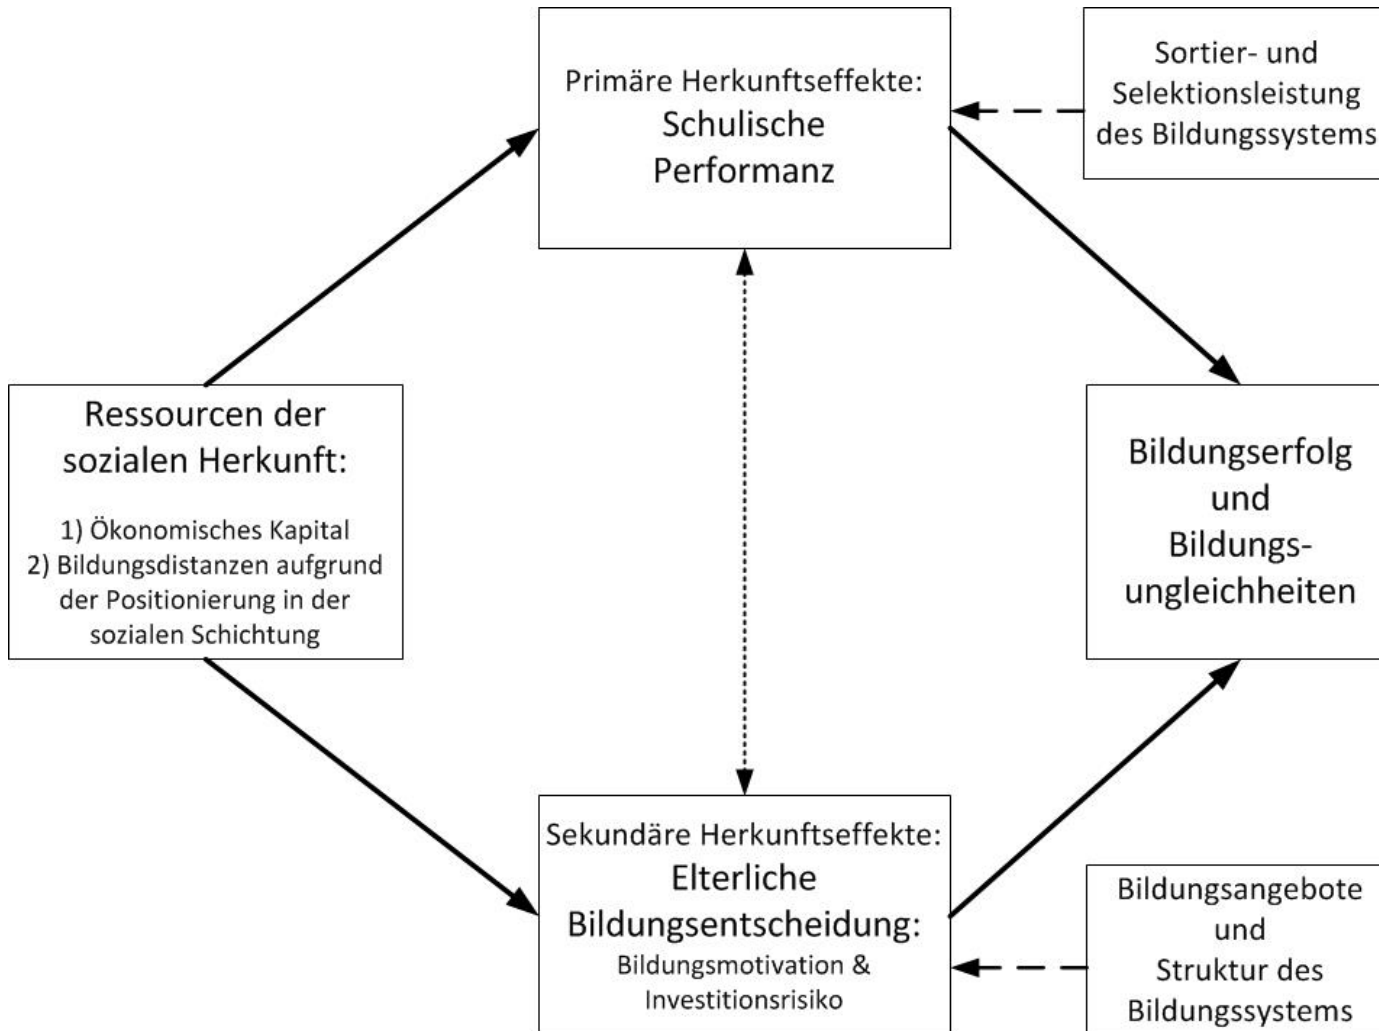 Primäre Herkunftseffekte:
Schulische
Performanz
Sortier- und
Selektionsleistung
des Bildungssystems
Ressourcen der
sozialen Herkunft:
1) Ökonomisches Kapital
2) Bildungsdistanzen aufgrund
der Positionierung in der
sozialen Schichtung
Bildungserfolg
und
Bildungs-
ungleichheiten
Sekundäre Herkunftseffekte:
Elterliche
Bildungsentscheidung:
Bildungsmotivation &
Investitionsrisiko
Bildungsangebote
und
Struktur des
Bildungssystems